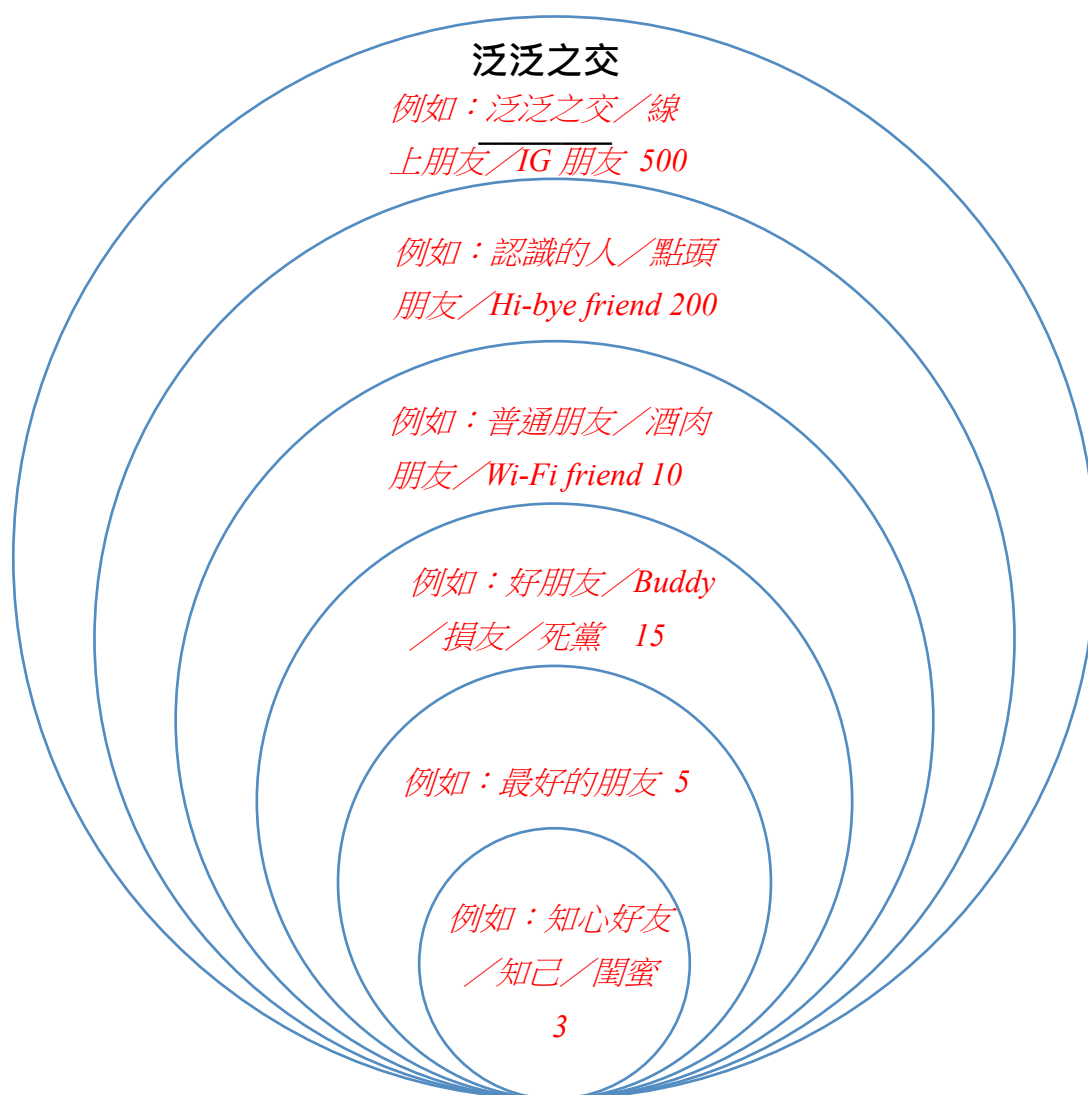 泛泛之交
例如：泛泛之交／線
上朋友／IG 朋友 500
例如：認識的人／點頭
朋友／Hi-bye friend 200
例如：普通朋友／酒肉
朋友／Wi-Fi friend 10
例如：好朋友／Buddy
／損友／死黨 15
例如：最好的朋友 5
例如：知心好友
／知己／閨蜜
3